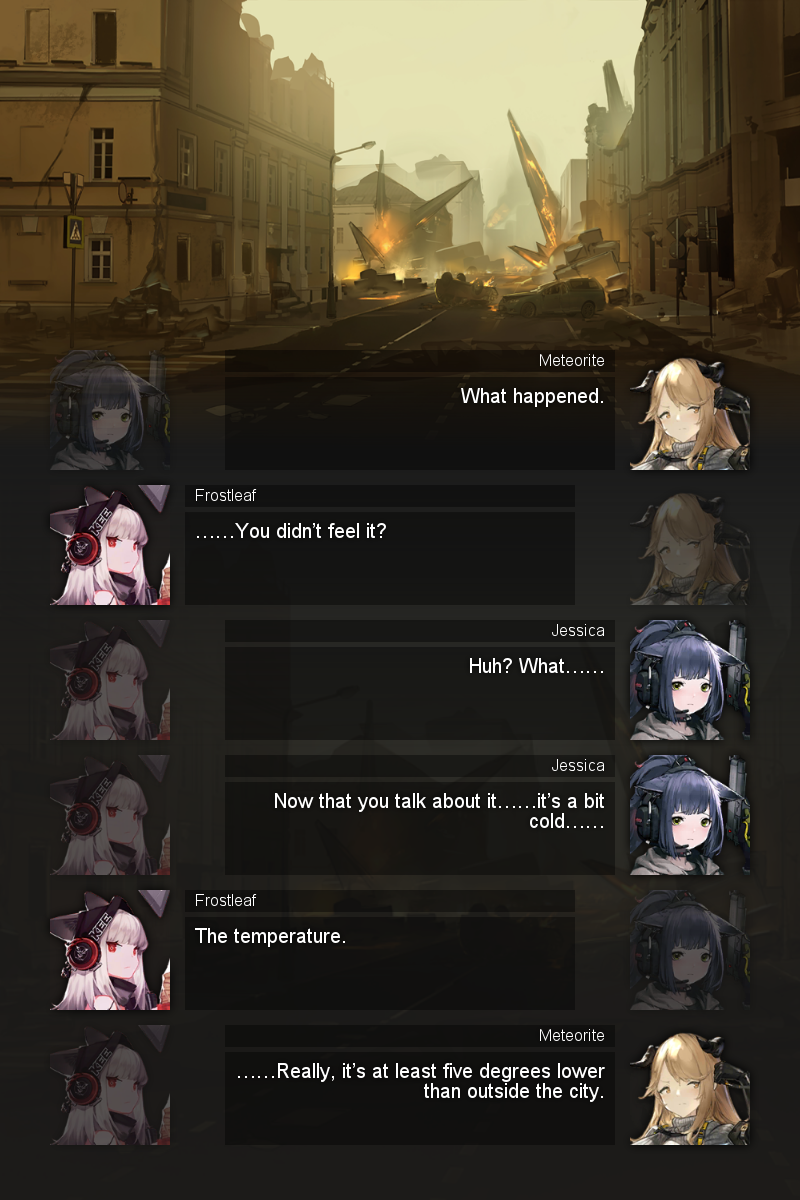 Meteorite
What happened.
Frostleaf
……You didn't feel it?
Jessica
Huh? What……
Jessica
Now that you talk about it……it's a bit
cold……
Frostleaf
The temperature.
Meteorite
……Really, it's at least five degrees lower
than outside the city.